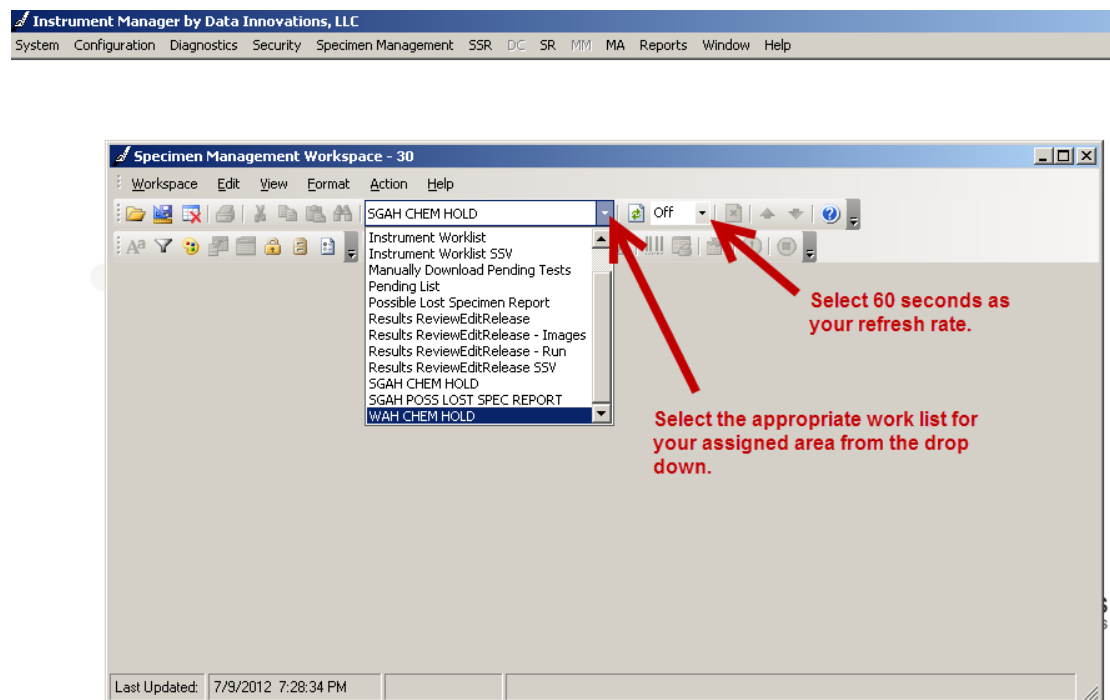 Instrument Manager by Data Innovations, LLC
System Configuration Diagnostics Security Specimen Management SSR DC SR MM MA Reports Window Help
Specimen Management Workspace - 30
Workspace Edit View Format Action Help
SGAH CHEM HOLD
Off
Instrument Worklist
Instrument Worklist SSV
Manually Download Pending Tests
Pending List
Possible Lost Specimen Report
Results ReviewEditRelease
Results ReviewEditRelease - Images
Results ReviewEditRelease - Run
Results ReviewEditRelease SSV
SGAH CHEM HOLD
SGAH POSS LOST SPEC REPORT
WAH CHEM HOLD
Select 60 seconds as
your refresh rate.
Select the appropriate work list for
your assigned area from the drop
down.
Last Updated: 7/9/2012 7:28:34 PM